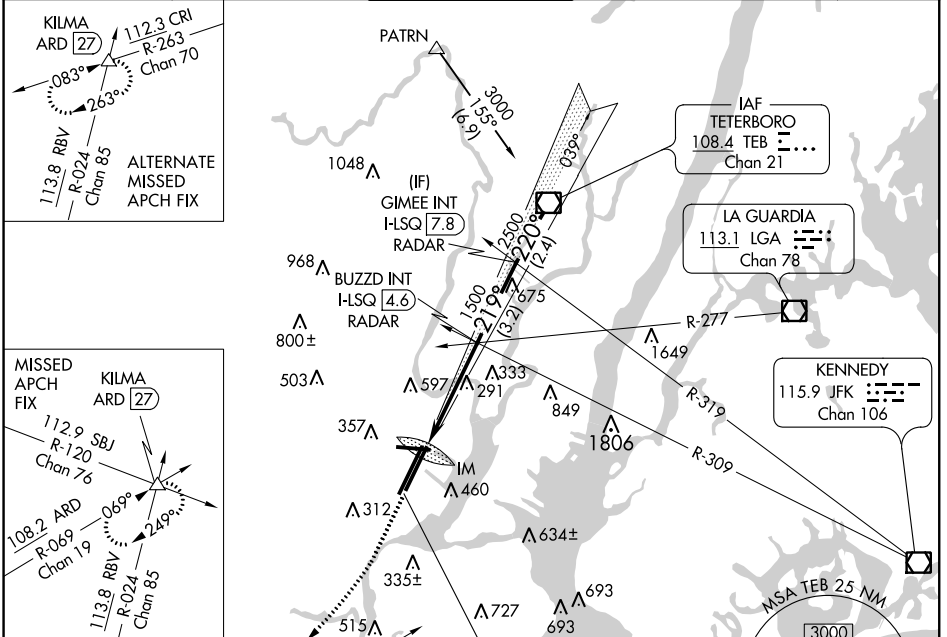 KILMA
ARD 27
112.3 CRI
R-263
Chan 70
083°
263°
113.8 RBV
R-024
Chan 85
ALTERNATE
MISSED
APCH FIX
PATRN
3000
155°
(6.9)
039°
IAF
TETERBORO
108.4 TEB
Chan 21
1048
(IF)
GIMEE INT
I-LSQ 7.8
RADAR
2500
220°
(2.4)
LA GUARDIA
113.1 LGA
Chan 78
968
BUZZD INT
I-LSQ 4.6
RADAR
675
1500
219°
(3.2)
R-277
800±
1649
503
597
291
333
849
R-319
KENNEDY
115.9 JFK
Chan 106
357
1806
R-309
IM
460
312
634±
335±
727
693
693
515
MSA TEB 25 NM
3000
MISSED
APCH
FIX
KILMA
ARD 27
112.9 SBJ
R-120
Chan 76
069°
249°
108.2 ARD
R-069
Chan 19
113.8 RBV
R-024
Chan 85